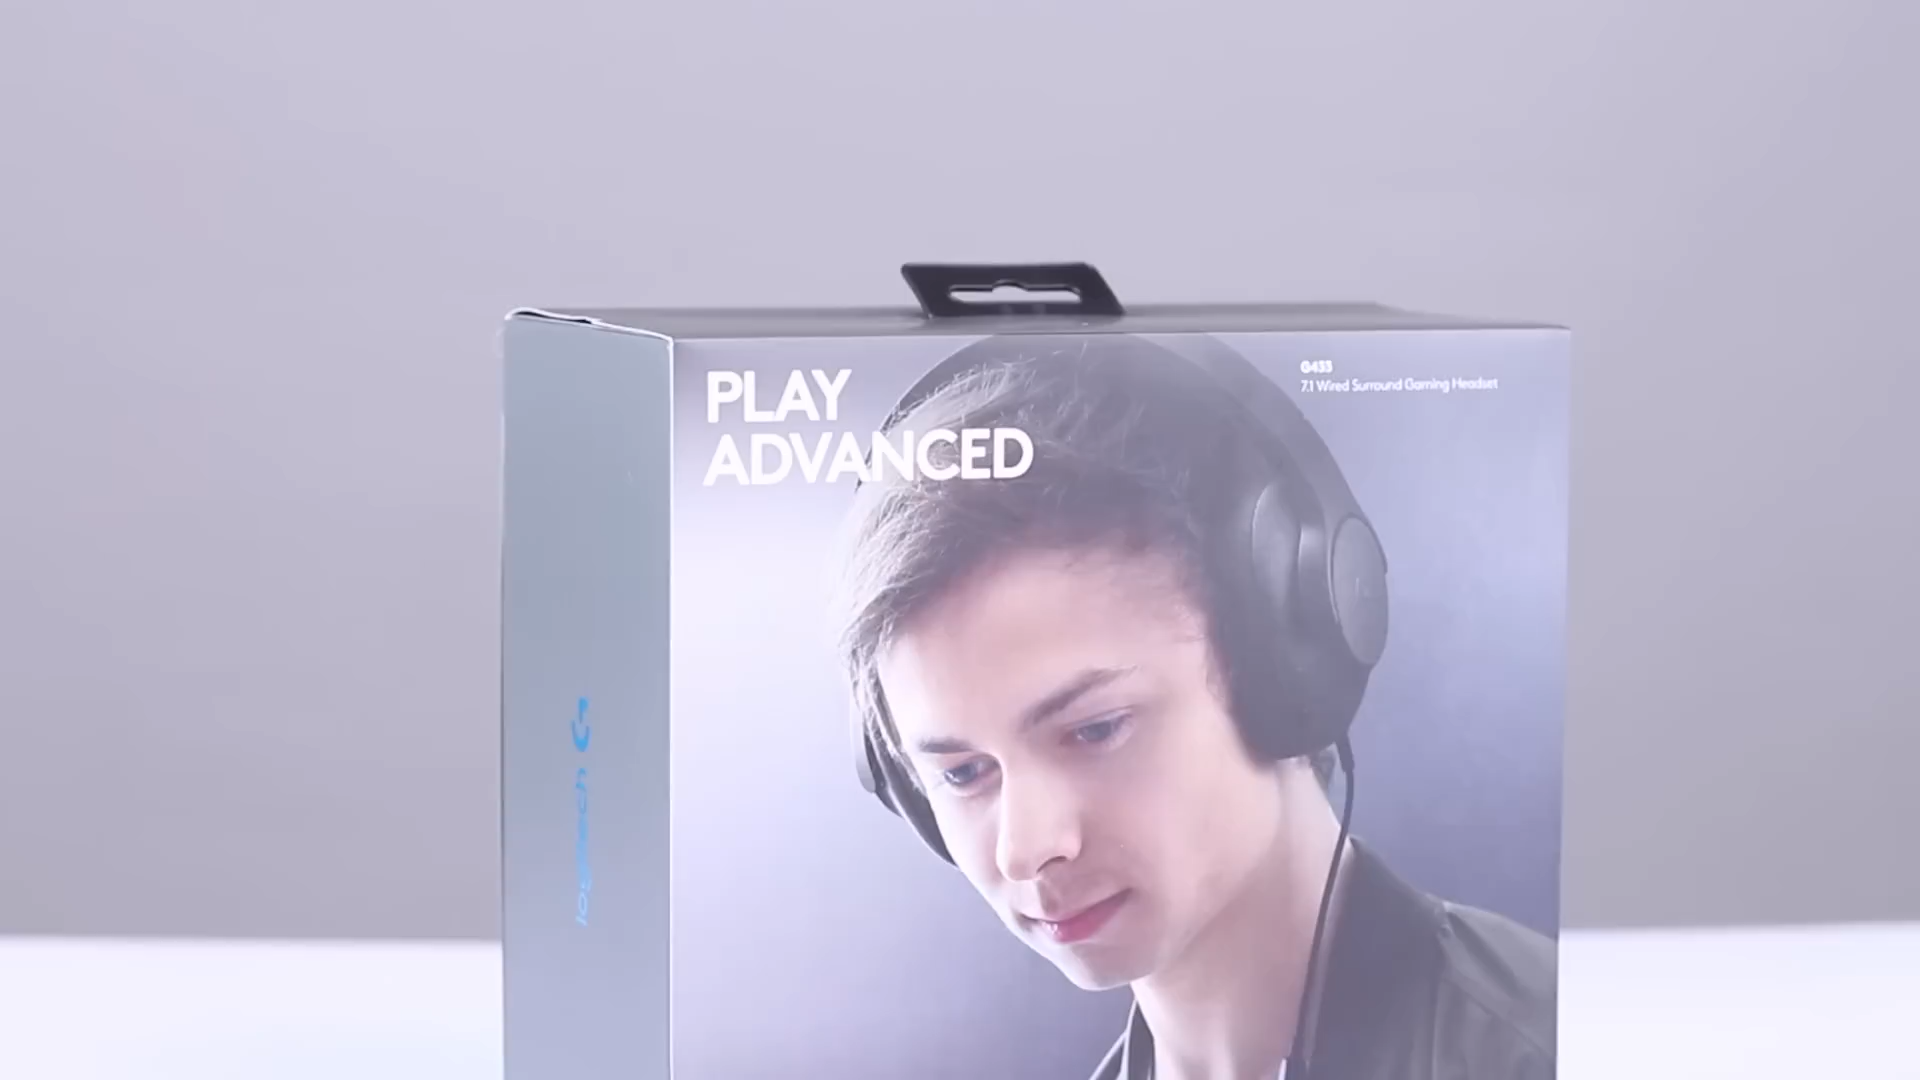 PLAY
ADVANCED
G433
7.1 Wired Surround Gaming Headset
logitech G